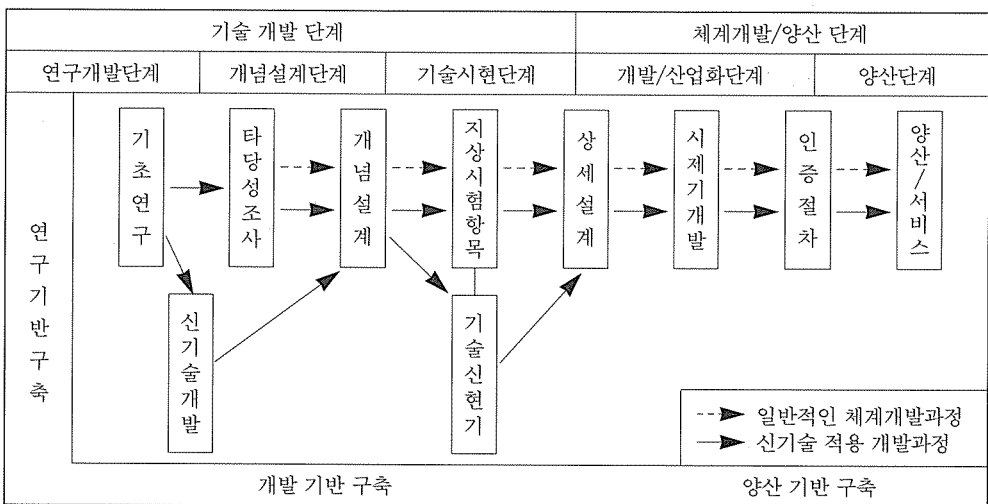 기술 개발 단계
체계개발/양산 단계
연구개발단계
개념설계단계
기술시현단계
개발/산업화단계
양산단계
연구기반구축
기초연구
타당성조사
개념설계
지상시험항목
상세설계
시제기개발
인증절차
양산/서비스
신기술개발
기술신현기
일반적인 체계개발과정
신기술 적용 개발과정
개발 기반 구축
양산 기반 구축